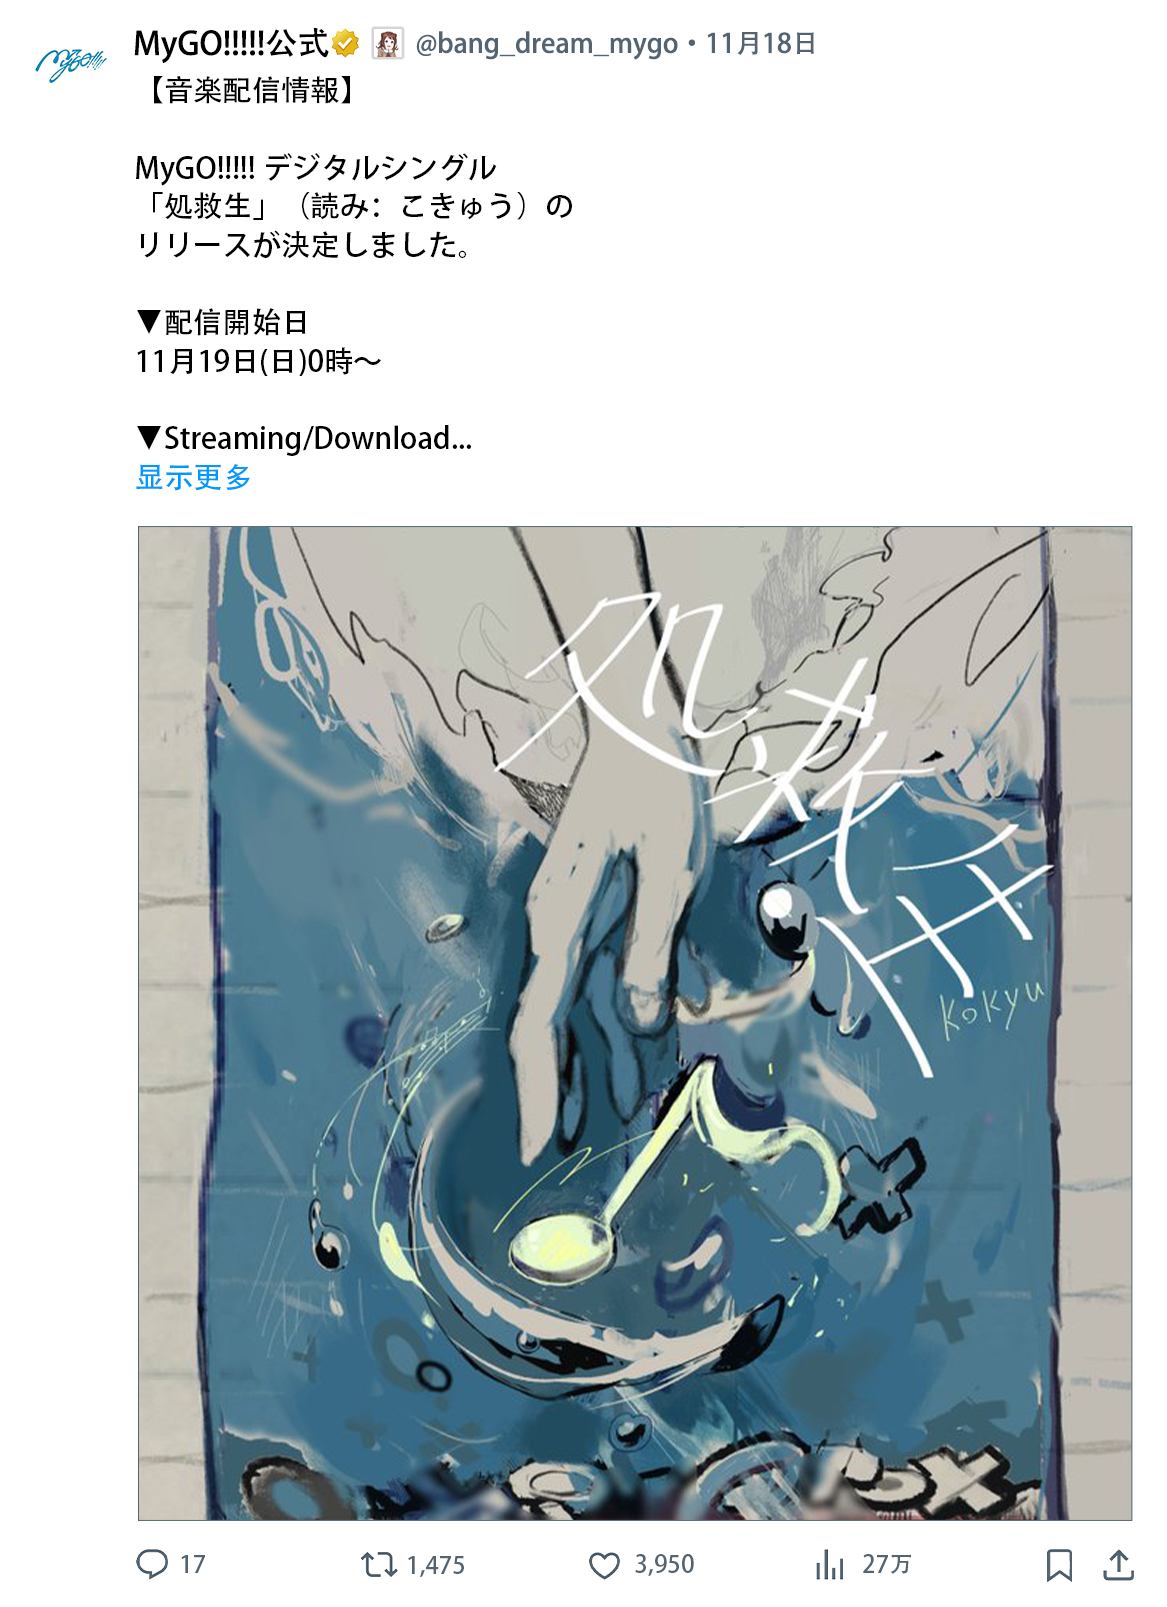 MyGO!!!!!
MyGO!!!!!公式 @bang_dream_mygo・11月18日
【音楽配信情報】
MyGO!!!!! デジタルシングル
「処救生」（読み：こきゅう）の
リリースが決定しました。
▼配信開始日
11月19日(日)0時～
▼Streaming/Download...
显示更多
処救生
kokyu
17 1,475 3,950 27万